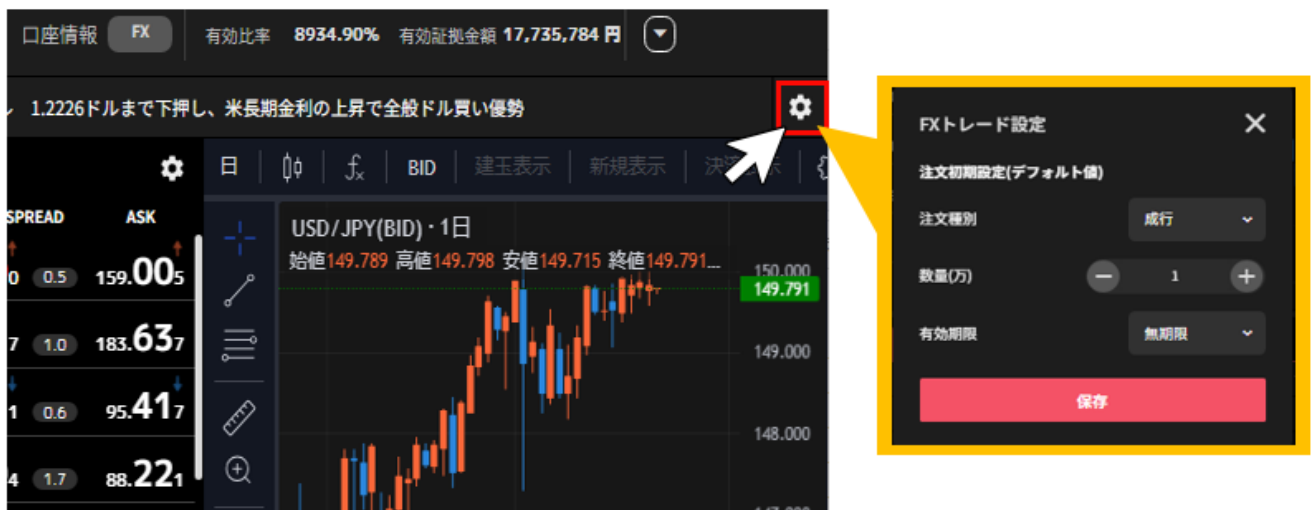 口座情報 FX 有効比率 8934.90% 有効証拠金額 17,735,784 円
1.2226ドルまで下押し、米長期金利の上昇で全般ドル買い優勢
日 fx BID 建玉表示 新規表示
SPREAD ASK
0 0.5 159.005
7 1.0 183.637
1 0.6 95.417
4 1.7 88.221
USD/JPY(BID)・1日
始値149.789 高値149.798 安値149.715 終値149.791...
150.000
149.791
149.000
148.000
FXトレード設定
注文初期設定(デフォルト値)
注文種別 成行
数量(万) 1
有効期限 無期限
保存